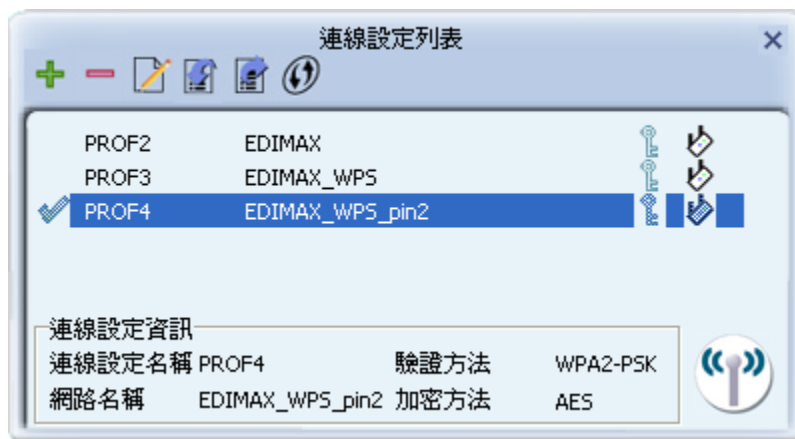 連線設定列表
PROF2 EDIMAX
PROF3 EDIMAX_WPS
PROF4 EDIMAX_WPS_pin2
連線設定資訊
連線設定名稱 PROF4 驗證方法 WPA2-PSK
網路名稱 EDIMAX_WPS_pin2 加密方法 AES